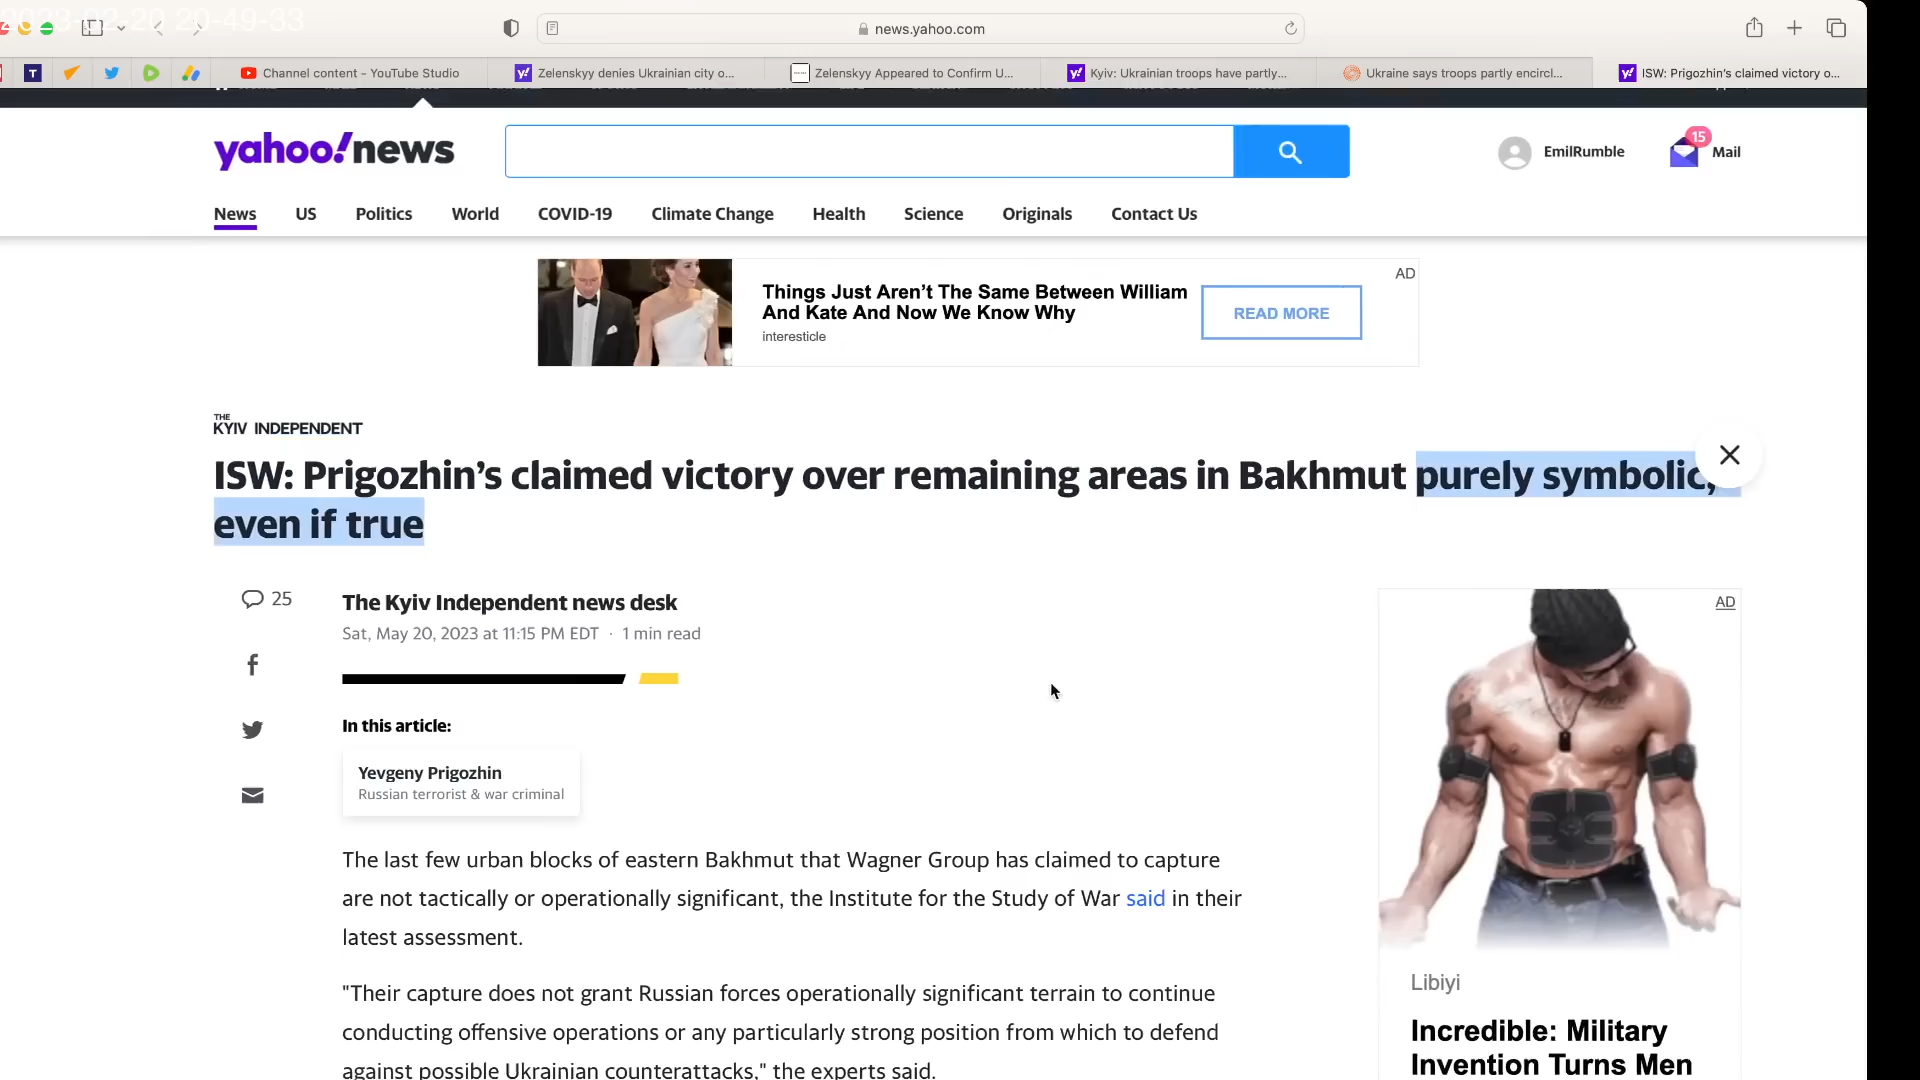 2023-02-20 20-49-33
news.yahoo.com
T
Channel content – YouTube Studio
Zelenskyy denies Ukrainian city o...
Zelenskyy Appeared to Confirm U...
Kyiv: Ukrainian troops have partly...
Ukraine says troops partly encircl...
ISW: Prigozhin's claimed victory o...
yahoo!news
EmilRumble
15
Mail
News
US
Politics
World
COVID-19
Climate Change
Health
Science
Originals
Contact Us
AD
Things Just Aren't The Same Between William
And Kate And Now We Know Why
interesticle
READ MORE
THE
KYIV INDEPENDENT
ISW: Prigozhin’s claimed victory over remaining areas in Bakhmut purely symbolic,
even if true
25
The Kyiv Independent news desk
Sat, May 20, 2023 at 11:15 PM EDT · 1 min read
In this article:
Yevgeny Prigozhin
Russian terrorist & war criminal
The last few urban blocks of eastern Bakhmut that Wagner Group has claimed to capture
are not tactically or operationally significant, the Institute for the Study of War said in their
latest assessment.
"Their capture does not grant Russian forces operationally significant terrain to continue
conducting offensive operations or any particularly strong position from which to defend
against possible Ukrainian counterattacks," the experts said.
AD
Libiyi
Incredible: Military
Invention Turns Men